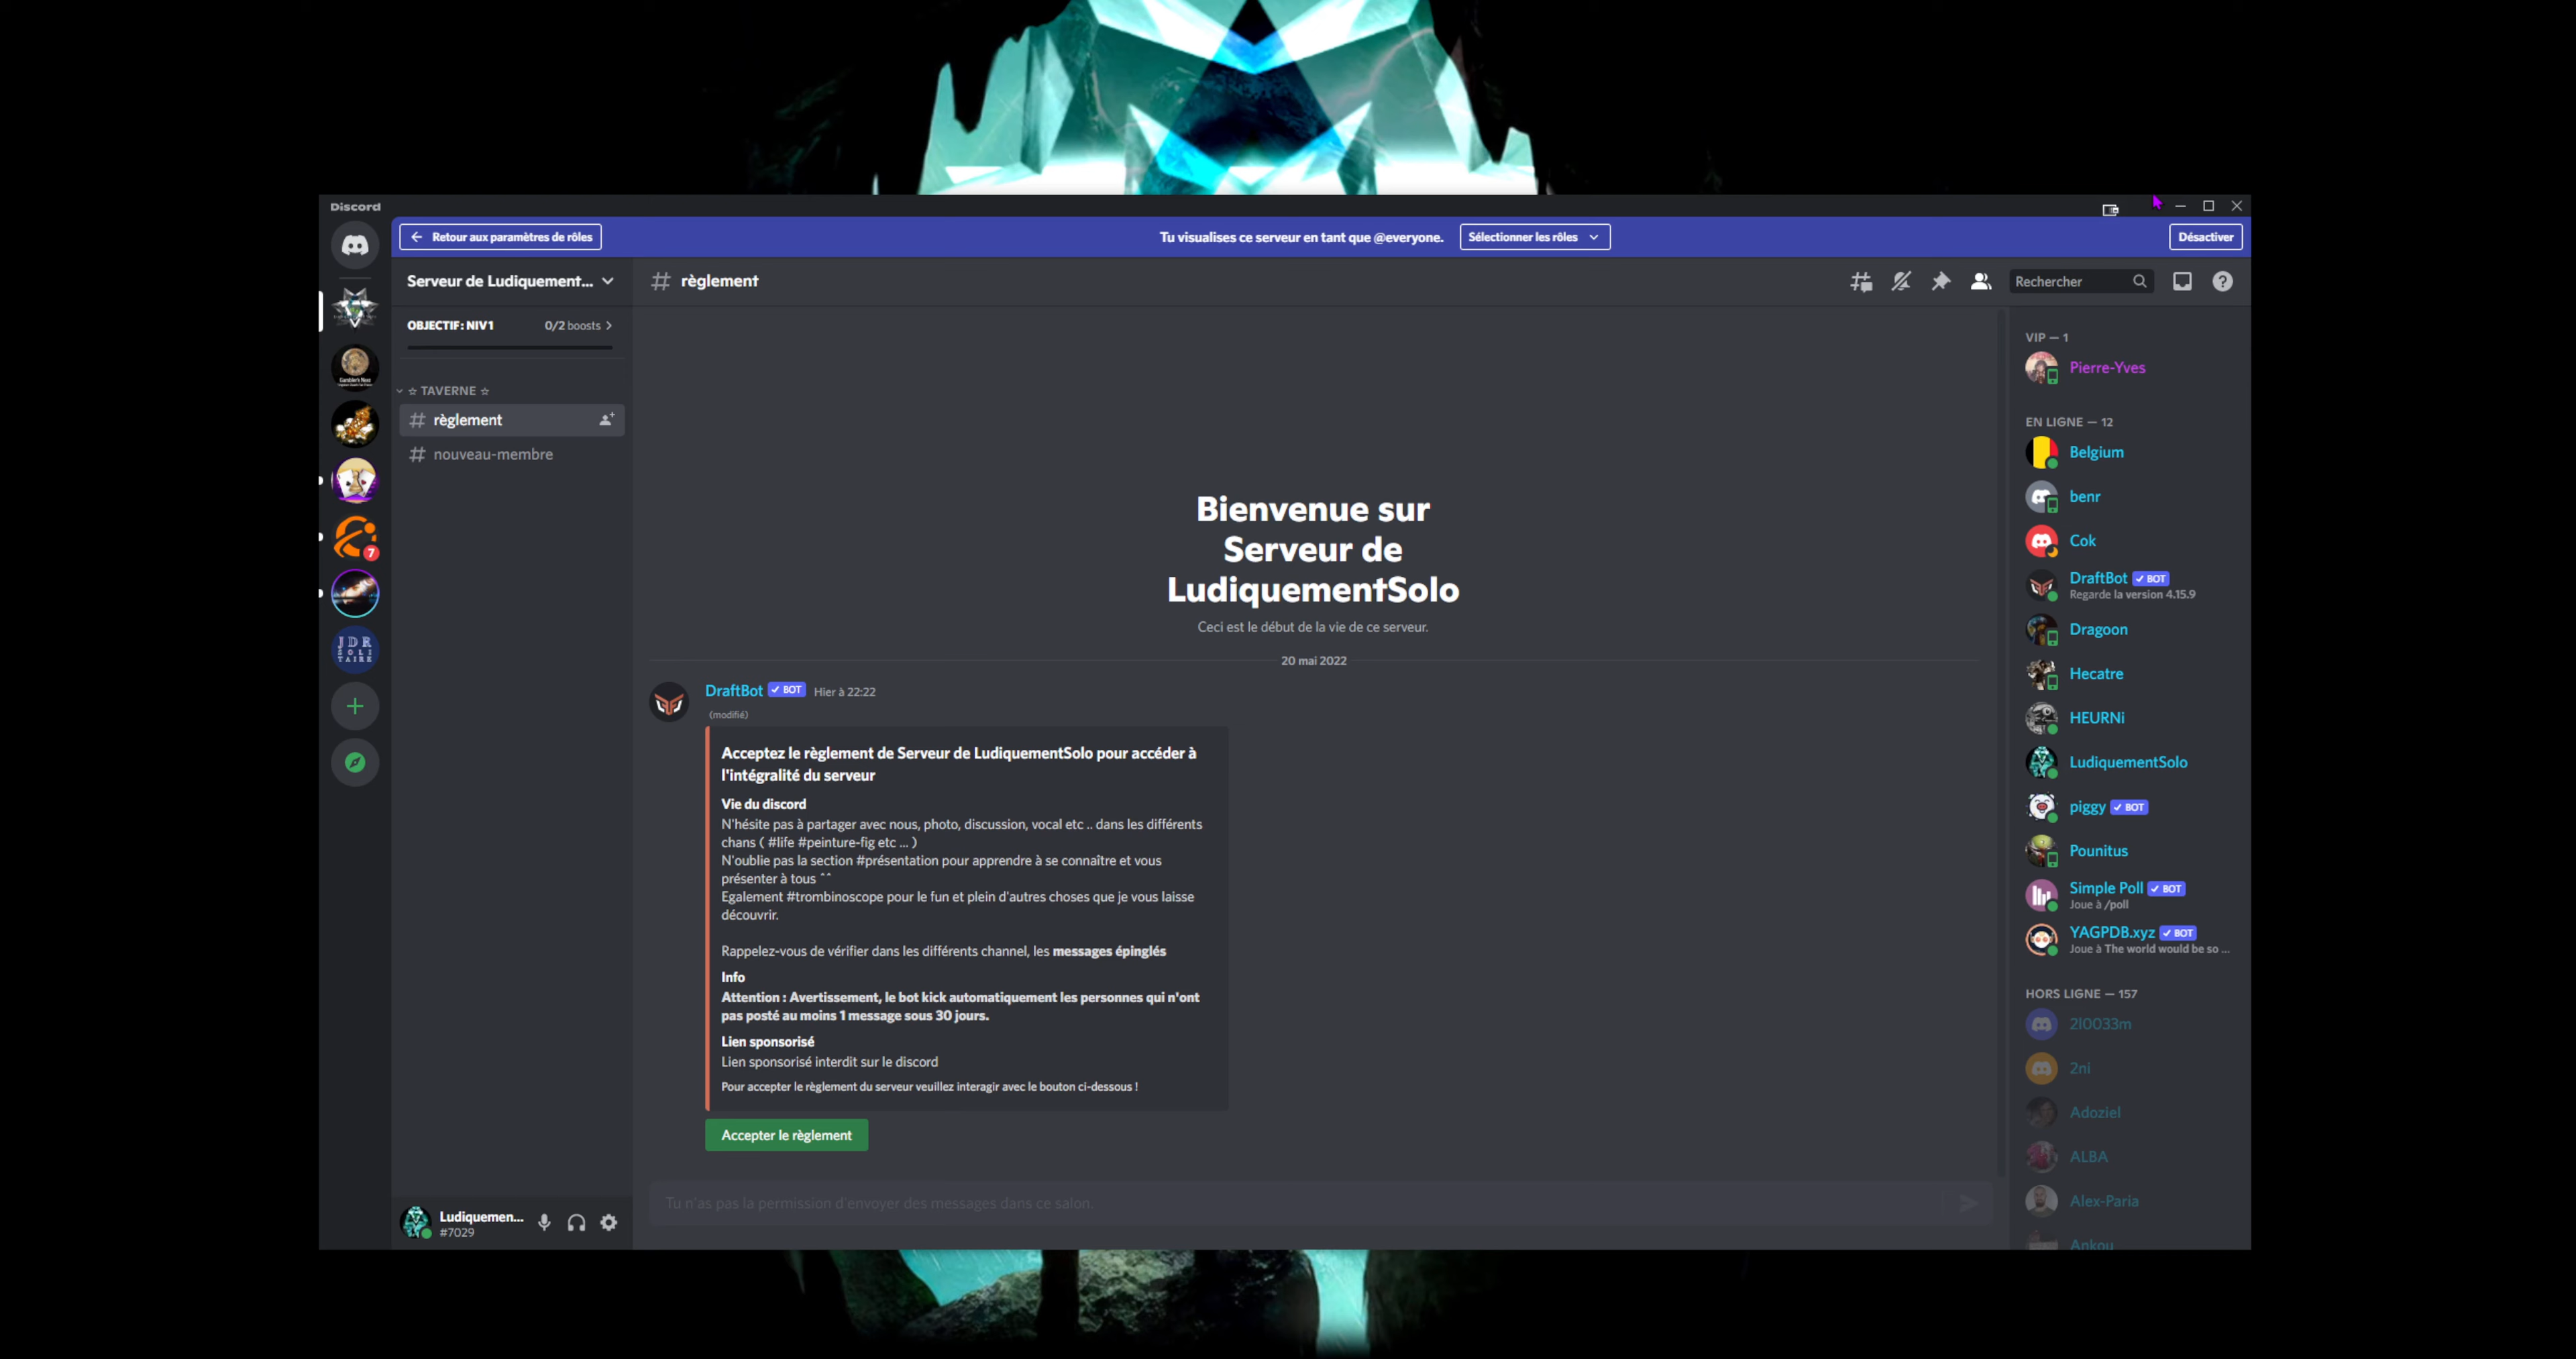 Discord
Retour aux paramètres de rôles
Tu visualises ce serveur en tant que @everyone.
Sélectionner les rôles
Désactiver
Serveur de Ludiquement...
# règlement
Rechercher
OBJECTIF: NIV1 0/2 boosts
☆ TAVERNE ☆
# règlement
# nouveau-membre
Gambler's Nose
7
JDR
SOLI
TAIRE
Ludiquemen...
#7029
Bienvenue sur
Serveur de
LudiquementSolo
Ceci est le début de la vie de ce serveur.
20 mai 2022
DraftBot BOT Hier à 22:22
(modifié)
Acceptez le règlement de Serveur de LudiquementSolo pour accéder à
l'intégralité du serveur
Vie du discord
N'hésite pas à partager avec nous, photo, discussion, vocal etc .. dans les différents
chans ( #life #peinture-fig etc ... )
N'oublie pas la section #présentation pour apprendre à se connaître et vous
présenter à tous ^^
Egalement #trombinoscope pour le fun et plein d'autres choses que je vous laisse
découvrir.
Rappelez-vous de vérifier dans les différents channel, les messages épinglés
Info
Attention : Avertissement, le bot kick automatiquement les personnes qui n'ont
pas posté au moins 1 message sous 30 jours.
Lien sponsorisé
Lien sponsorisé interdit sur le discord
Pour accepter le règlement du serveur veuillez interagir avec le bouton ci-dessous !
Accepter le règlement
Tu n'as pas la permission d'envoyer des messages dans ce salon.
VIP — 1
Pierre-Yves
EN LIGNE — 12
Belgium
benr
Cok
DraftBot BOT
Regarde la version 4.15.9
Dragoon
Hecatre
HEURNi
LudiquementSolo
piggy BOT
Pounitus
Simple Poll BOT
Joue à /poll
YAGPDB.xyz BOT
Joue à The world would be so ...
HORS LIGNE — 157
2l0033m
2ni
Adoziel
ALBA
Alex-Paria
Ankou